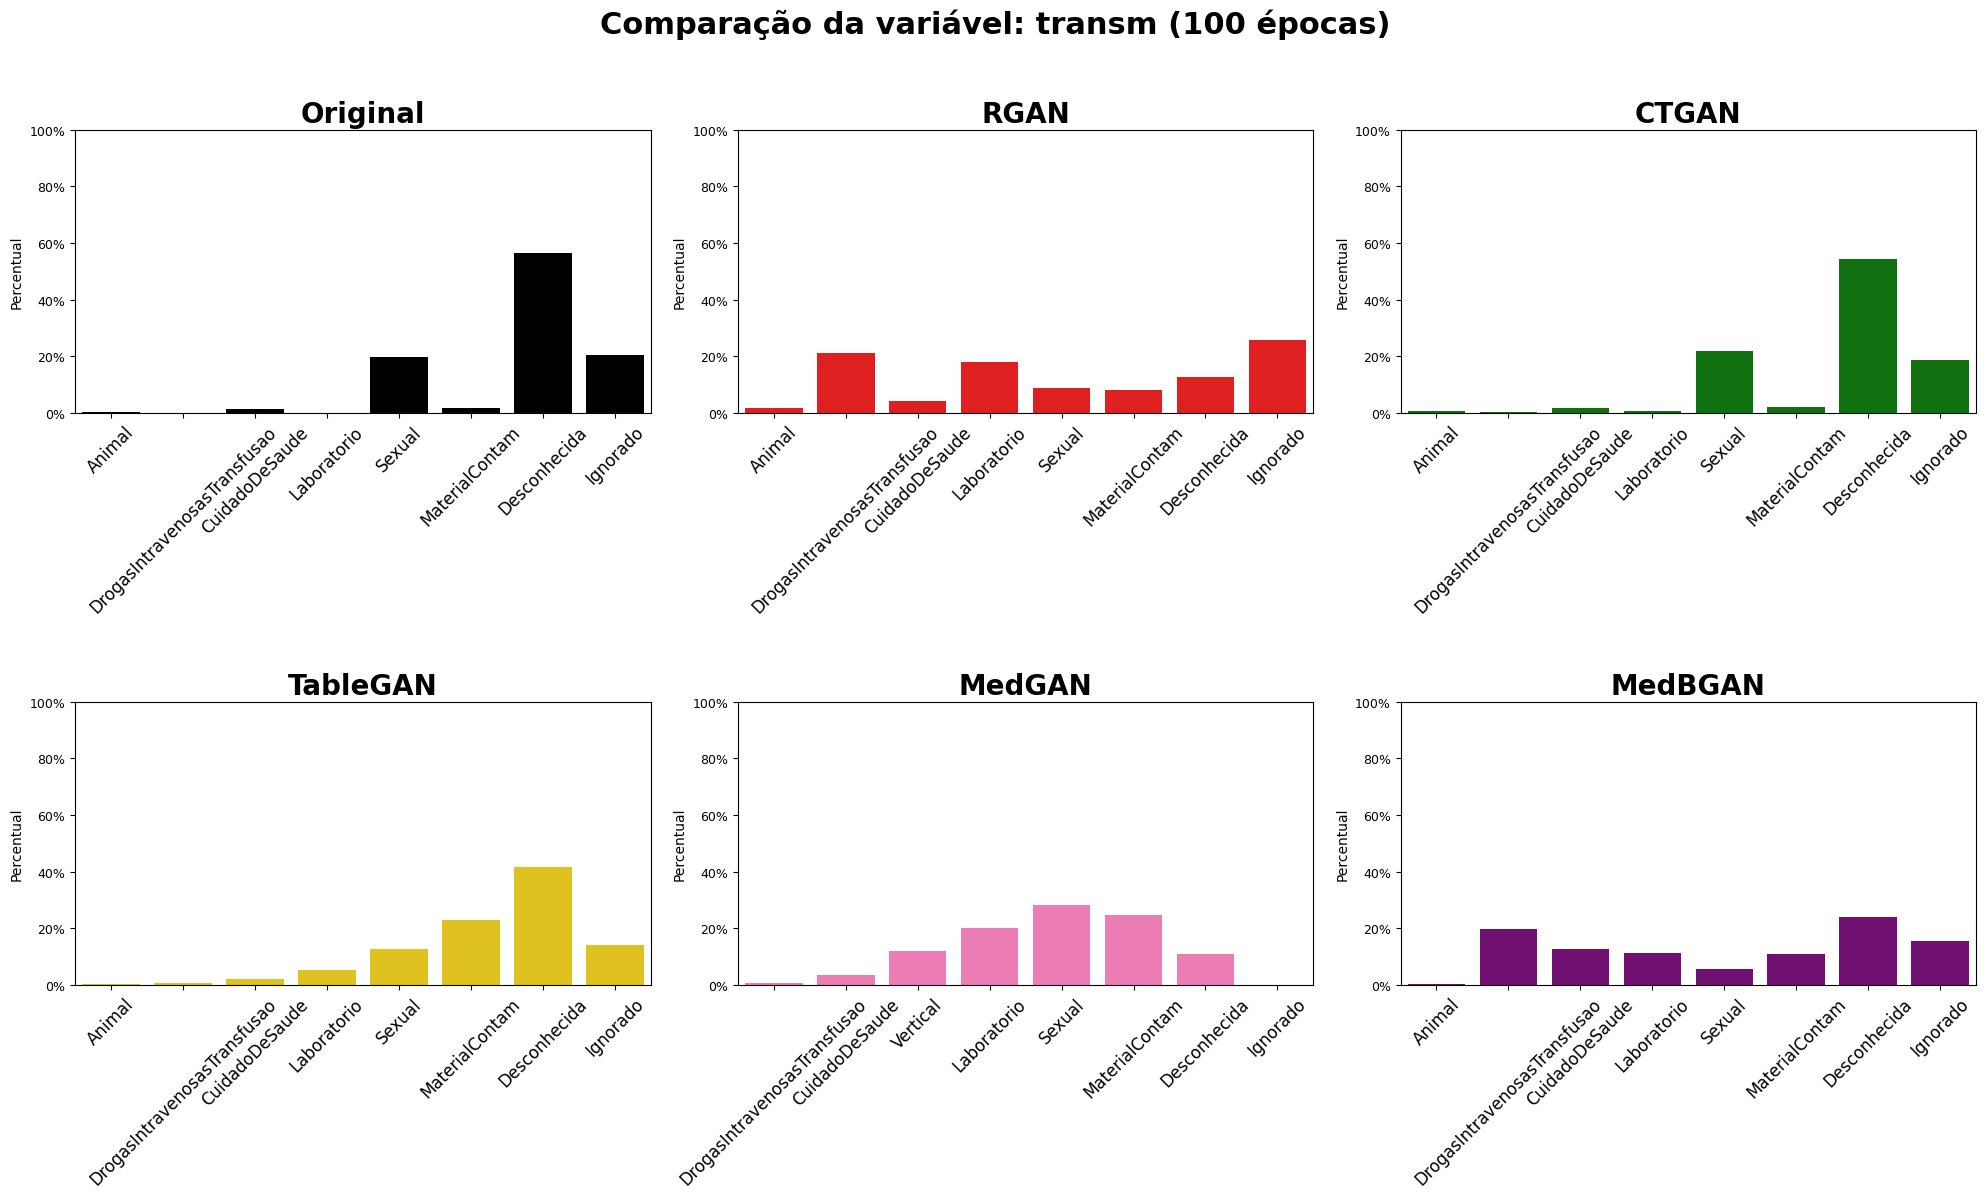 Comparação da variável: transm (100 épocas)
Original
100%
80%
60%
40%
20%
0%
Percentual
Animal
DrogasIntravenosasTransfusao
CuidadoDeSaude
Laboratorio
Sexual
MaterialContam
Desconhecida
Ignorado
RGAN
100%
80%
60%
40%
20%
0%
Percentual
Animal
DrogasIntravenosasTransfusao
CuidadoDeSaude
Laboratorio
Sexual
MaterialContam
Desconhecida
Ignorado
CTGAN
100%
80%
60%
40%
20%
0%
Percentual
Animal
DrogasIntravenosasTransfusao
CuidadoDeSaude
Laboratorio
Sexual
MaterialContam
Desconhecida
Ignorado
TableGAN
100%
80%
60%
40%
20%
0%
Percentual
Animal
DrogasIntravenosasTransfusao
CuidadoDeSaude
Laboratorio
Sexual
MaterialContam
Desconhecida
Ignorado
MedGAN
100%
80%
60%
40%
20%
0%
Percentual
DrogasIntravenosasTransfusao
CuidadoDeSaude
Vertical
Laboratorio
Sexual
MaterialContam
Desconhecida
Ignorado
MedBGAN
100%
80%
60%
40%
20%
0%
Percentual
Animal
DrogasIntravenosasTransfusao
CuidadoDeSaude
Laboratorio
Sexual
MaterialContam
Desconhecida
Ignorado